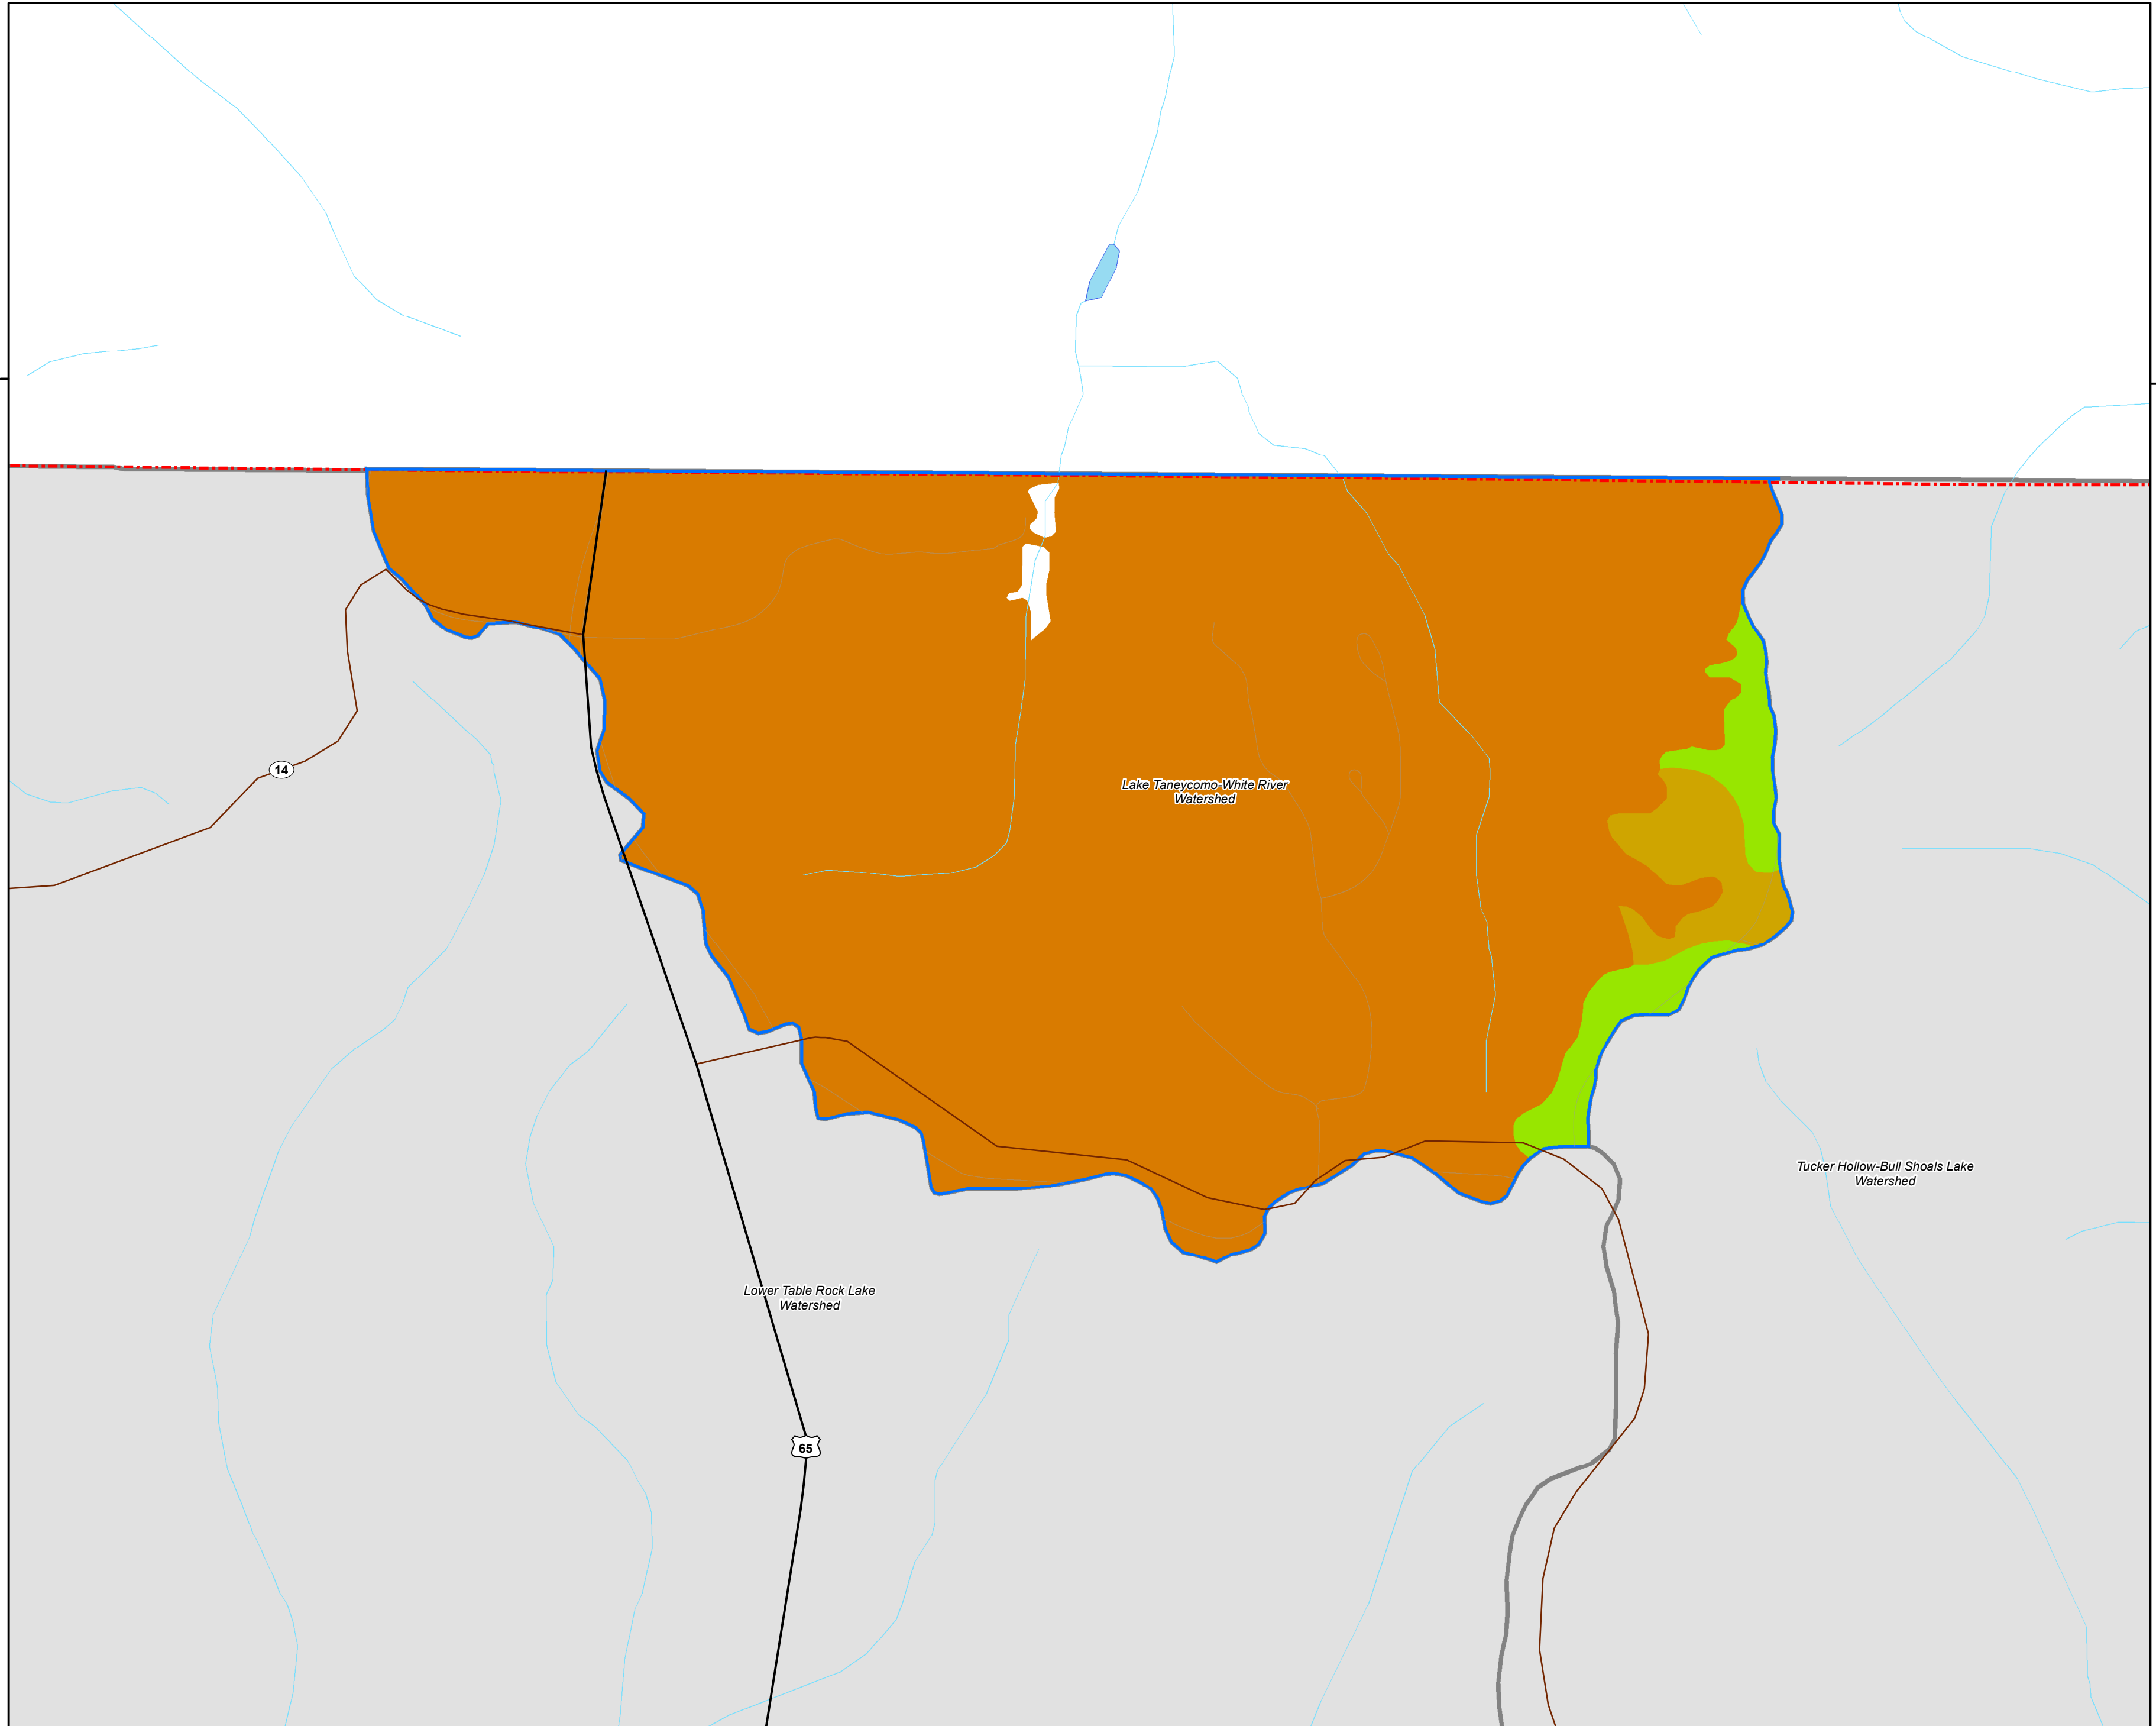 14
Lake Taneycomo-White River
Watershed
Tucker Hollow-Bull Shoals Lake
Watershed
Lower Table Rock Lake
Watershed
65